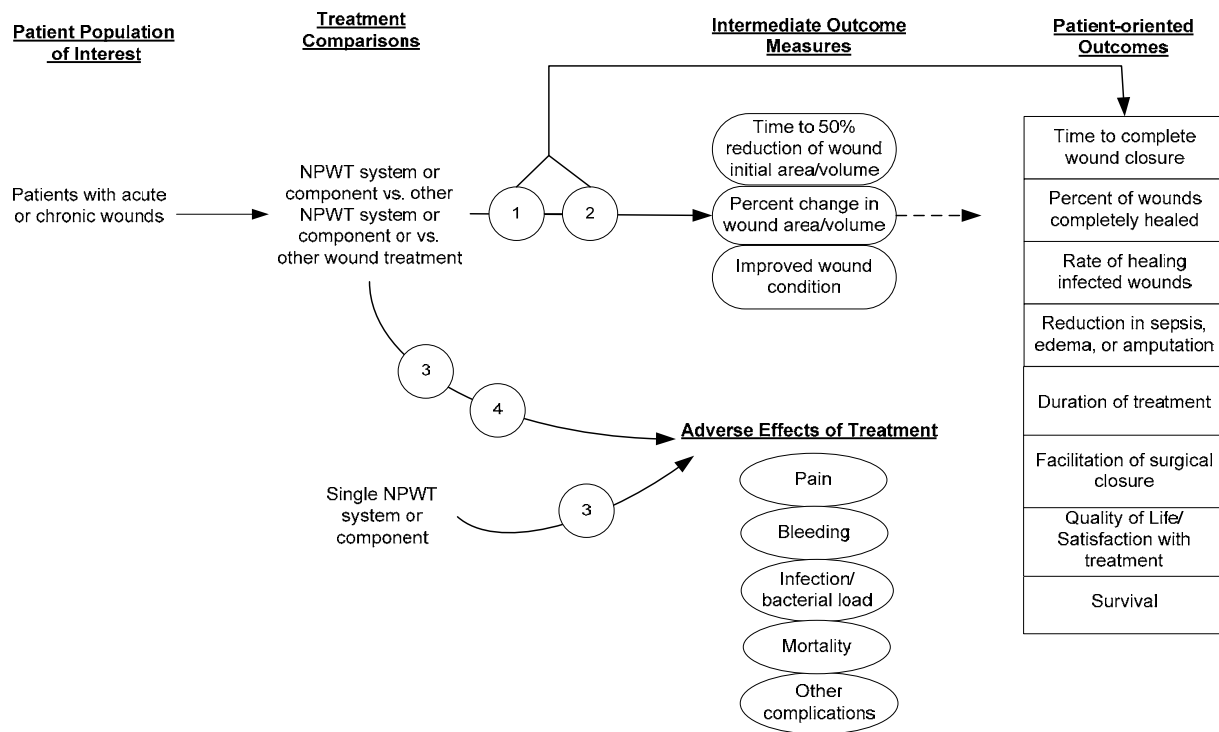 Patient Population
of Interest
Treatment
Comparisons
Intermediate Outcome
Measures
Patient-oriented
Outcomes
Patients with acute
or chronic wounds
NPWT system or
component vs. other
NPWT system or
component or vs.
other wound treatment
1
2
Time to 50%
reduction of wound
initial area/volume
Percent change in
wound area/volume
Improved wound
condition
Time to complete
wound closure
Percent of wounds
completely healed
Rate of healing
infected wounds
Reduction in sepsis,
edema, or amputation
Duration of treatment
Facilitation of surgical
closure
Quality of Life/
Satisfaction with
treatment
Survival
3
4
Single NPWT
system or
component
3
Adverse Effects of Treatment
Pain
Bleeding
Infection/
bacterial load
Mortality
Other
complications